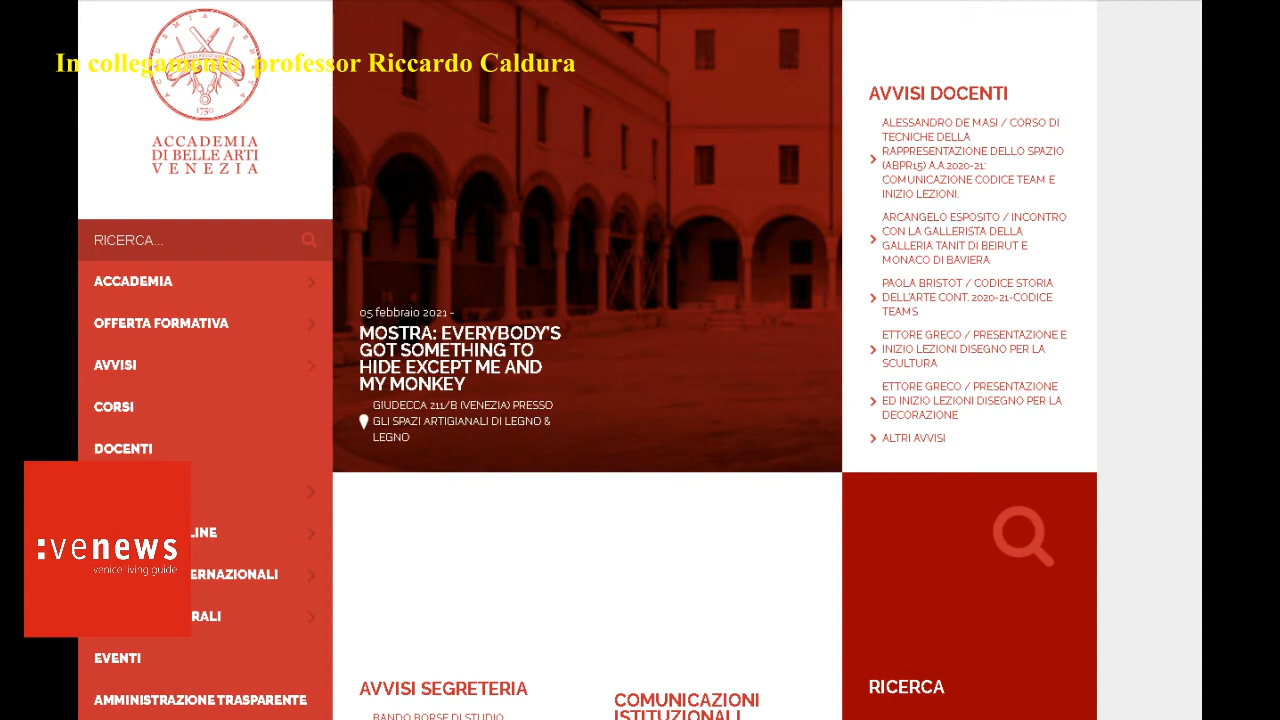 In collegamento professor Riccardo Caldura
1750
ACCADEMIA
DI BELLE ARTI
VENEZIA
RICERCA...
ACCADEMIA
OFFERTA FORMATIVA
AVVISI
CORSI
DOCENTI
LINE
ERNAZIONALI
RALI
EVENTI
AMMINISTRAZIONE TRASPARENTE
:venews
venice living guide
05 febbraio 2021 -
MOSTRA: EVERYBODY'S
GOT SOMETHING TO
HIDE EXCEPT ME AND
MY MONKEY
GIUDECCA 211/B (VENEZIA) PRESSO
GLI SPAZI ARTIGIANALI DI LEGNO &
LEGNO
AVVISI SEGRETERIA
BANDO BORSE DI STUDIO
COMUNICAZIONI
ISTITUZIONALI
AVVISI DOCENTI
ALESSANDRO DE MASI / CORSO DI
TECNICHE DELLA
RAPPRESENTAZIONE DELLO SPAZIO
(ABPR15) A.A.2020-21:
COMUNICAZIONE CODICE TEAM E
INIZIO LEZIONI.
ARCANGELO ESPOSITO / INCONTRO
CON LA GALLERISTA DELLA
GALLERIA TANIT DI BEIRUT E
MONACO DI BAVIERA
PAOLA BRISTOT / CODICE STORIA
DELL'ARTE CONT. 2020-21-CODICE
TEAMS
ETTORE GRECO / PRESENTAZIONE E
INIZIO LEZIONI DISEGNO PER LA
SCULTURA
ETTORE GRECO / PRESENTAZIONE
ED INIZIO LEZIONI DISEGNO PER LA
DECORAZIONE
ALTRI AVVISI
RICERCA